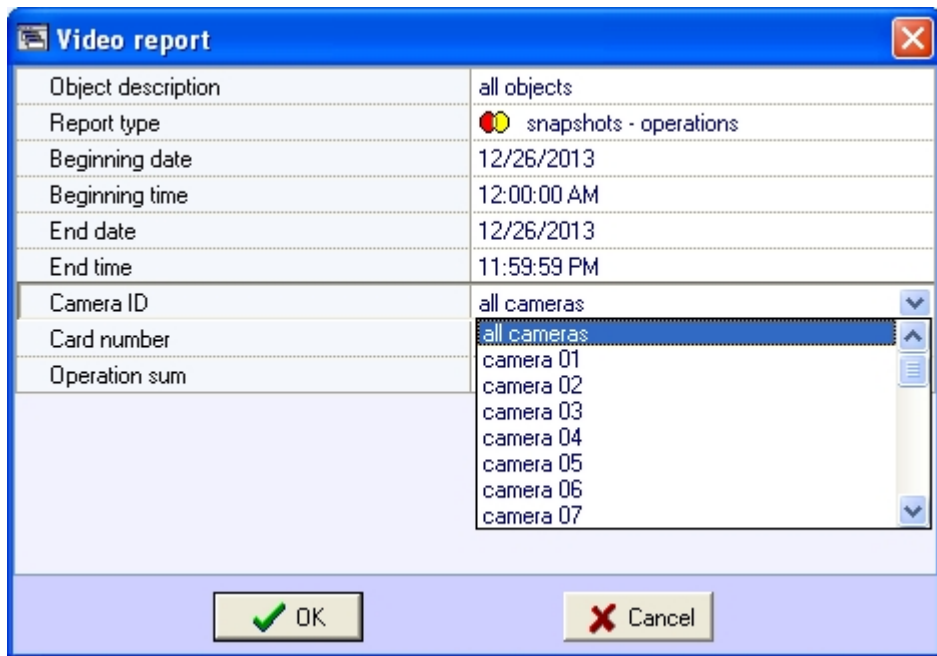 Video report
Object description all objects
Report type snapshots - operations
Beginning date 12/26/2013
Beginning time 12:00:00 AM
End date 12/26/2013
End time 11:59:59 PM
Camera ID all cameras
Card number all cameras
camera 01
Operation sum camera 02
camera 03
camera 04
camera 05
camera 06
camera 07
OK Cancel